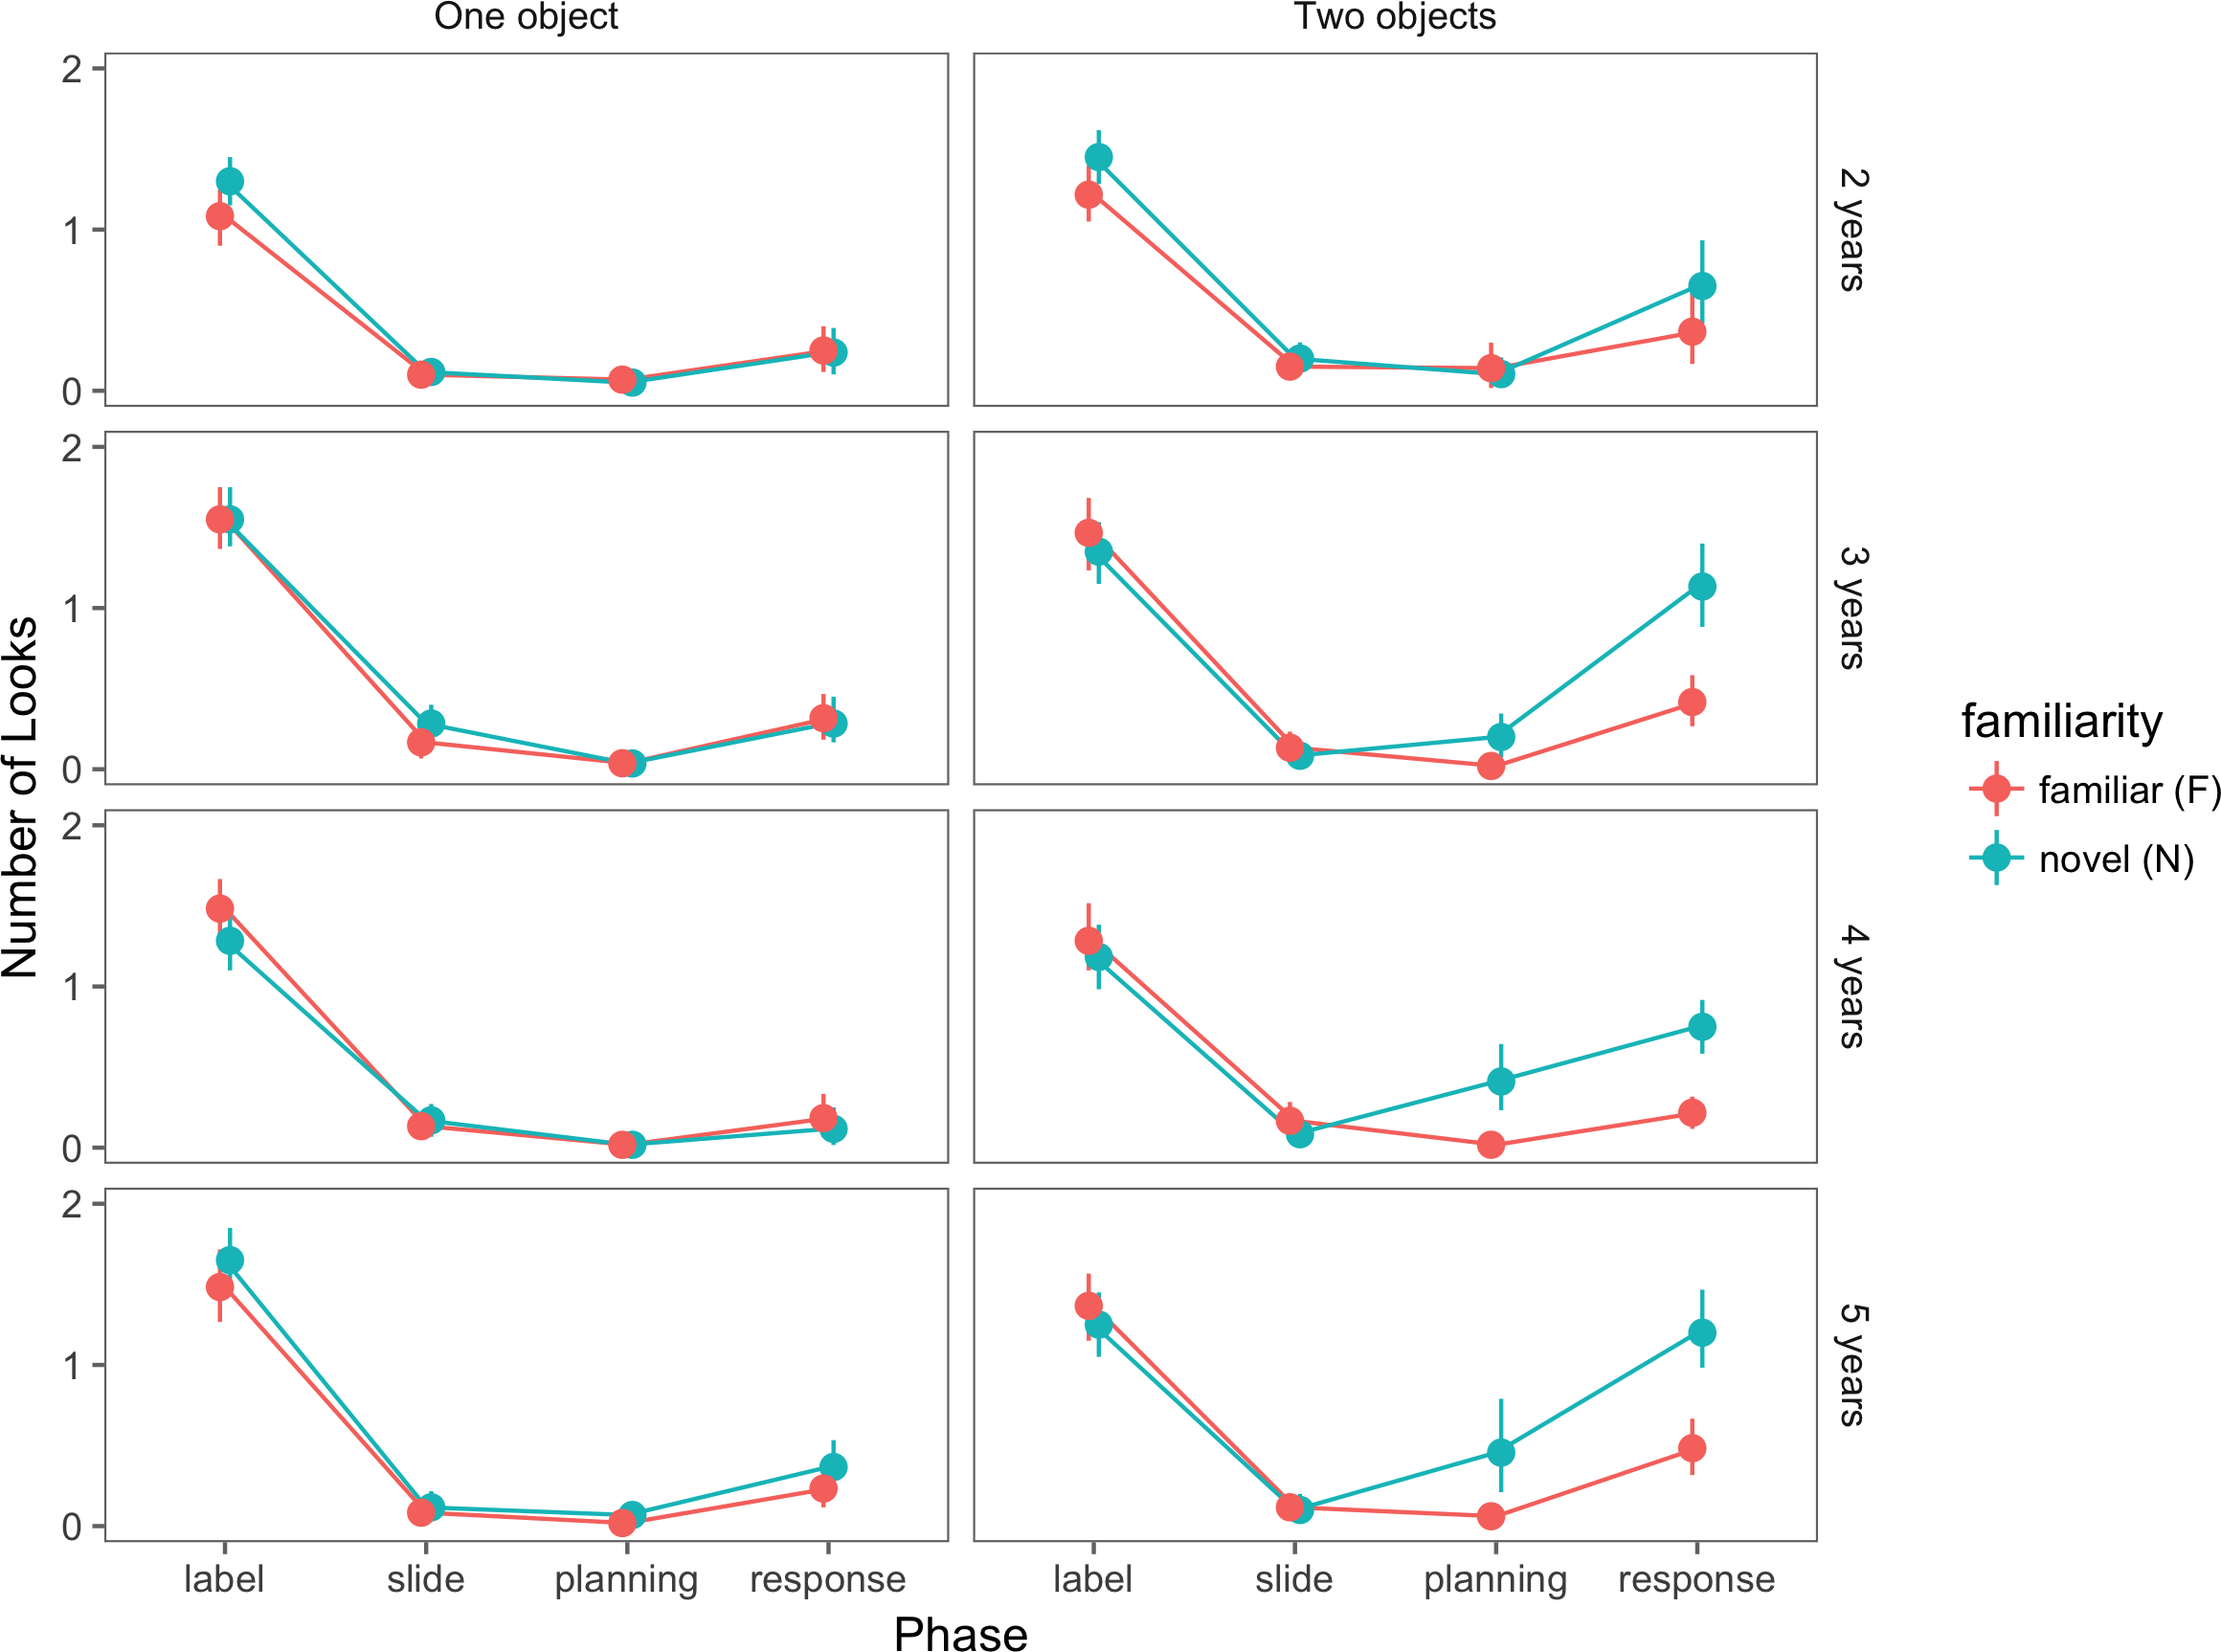 One object
Two objects
2
1
0
2 years
2
1
0
3 years
2
1
0
4 years
2
1
0
5 years
Number of Looks
label
slide
planning
response
label
slide
planning
response
Phase
familiarity
familiar (F)
novel (N)